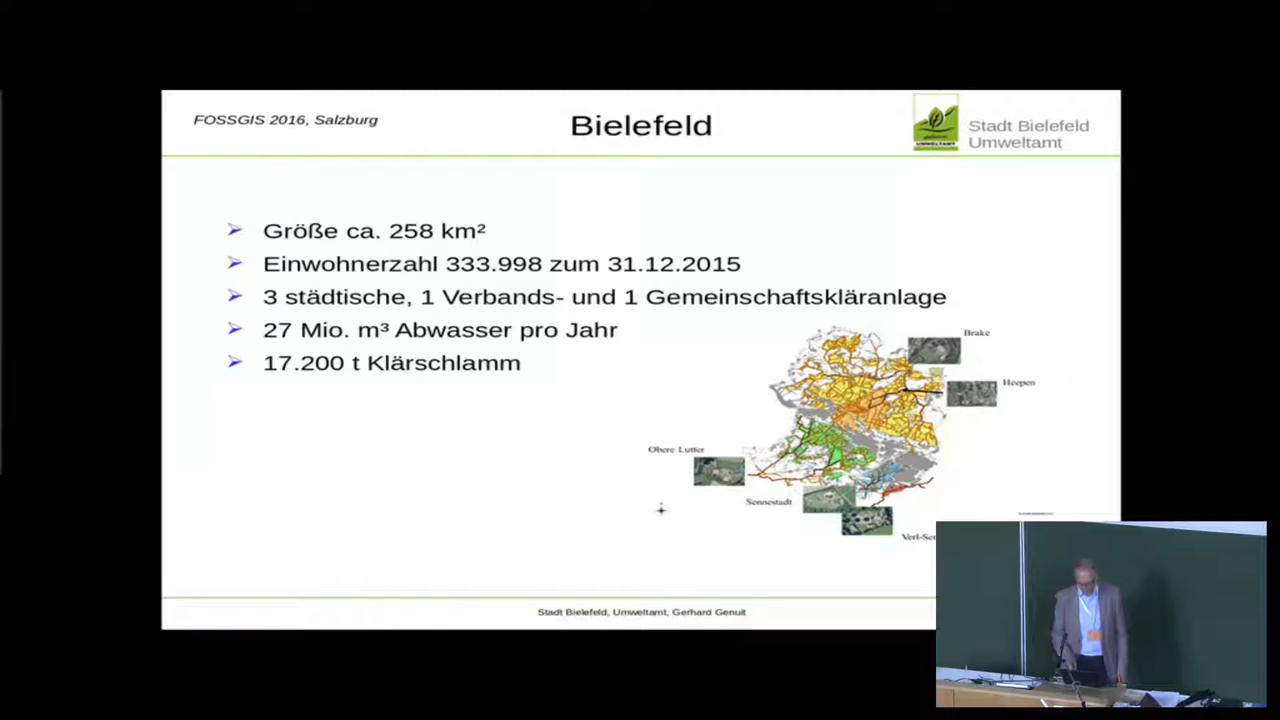 FOSSGIS 2016, Salzburg
Bielefeld
UMWELTAMT
Stadt Bielefeld
Umweltamt
Größe ca. 258 km²
Einwohnerzahl 333.998 zum 31.12.2015
3 städtische, 1 Verbands- und 1 Gemeinschaftskläranlage
27 Mio. m³ Abwasser pro Jahr
17.200 t Klärschlamm
Brake
Heepen
Obere Lutter
Sennestadt
Stadt Bielefeld, Umweltamt, Gerhard Genuit